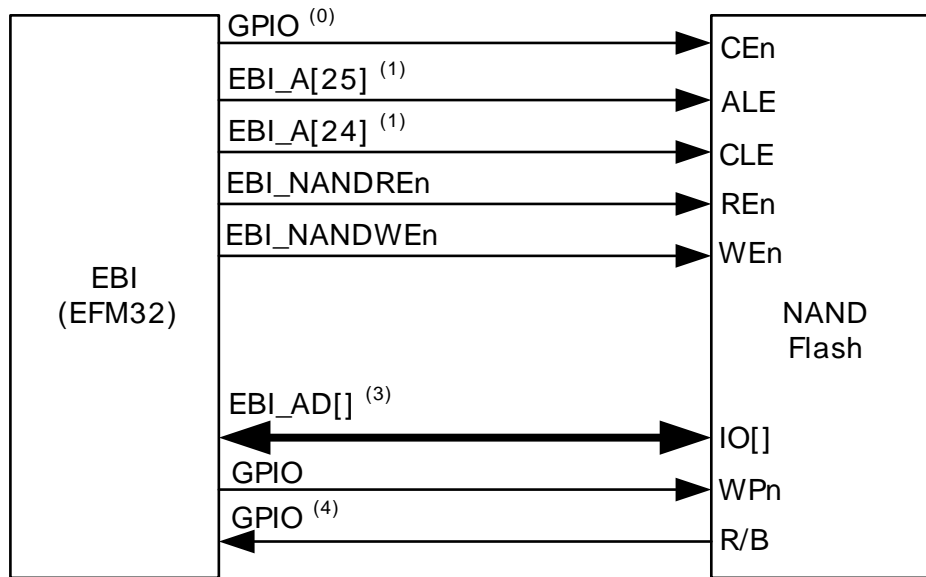 GPIO (0)
CEn
EBI_A[25] (1)
ALE
EBI_A[24] (1)
CLE
EBI_NANDREn
REn
EBI_NANDWEn
WEn
EBI
(EFM32)
NAND
Flash
EBI_AD[] (3)
IO[]
GPIO
WPn
GPIO (4)
R/B